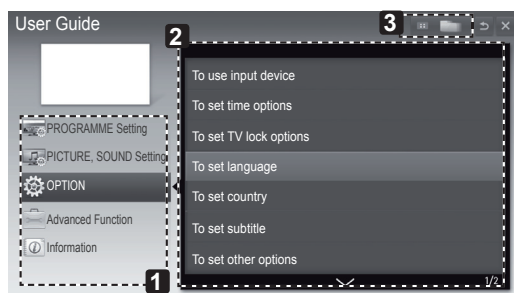 User Guide
3
2
To use input device
To set time options
To set TV lock options
To set language
To set country
To set subtitle
To set other options
1/2
PROGRAMME Setting
PICTURE, SOUND Setting
OPTION
Advanced Function
Information
1